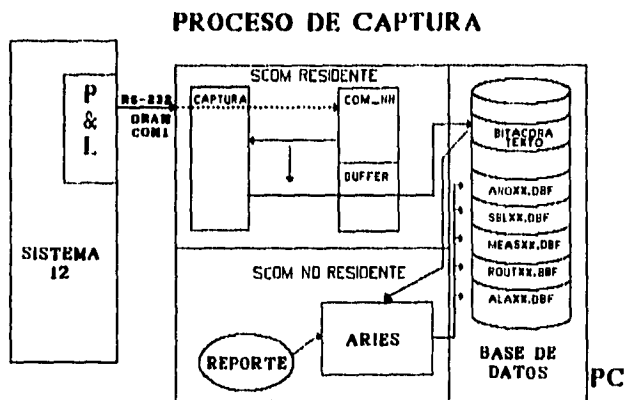 PROCESO DE CAPTURA
SISTEMA
12
P
&
L
RS-232
COM1
SCOM RESIDENTE
CAPTURA
COM_HH
BUFFER
SCOM NO RESIDENTE
REPORTE
ARIES
BITACORA
TEXTO
ANOXX.DBF
SBLXX.DBF
MEASXX.DBF
ROUTXX.DBF
ALAXX.DBF
BASE DE
DATOS
PC